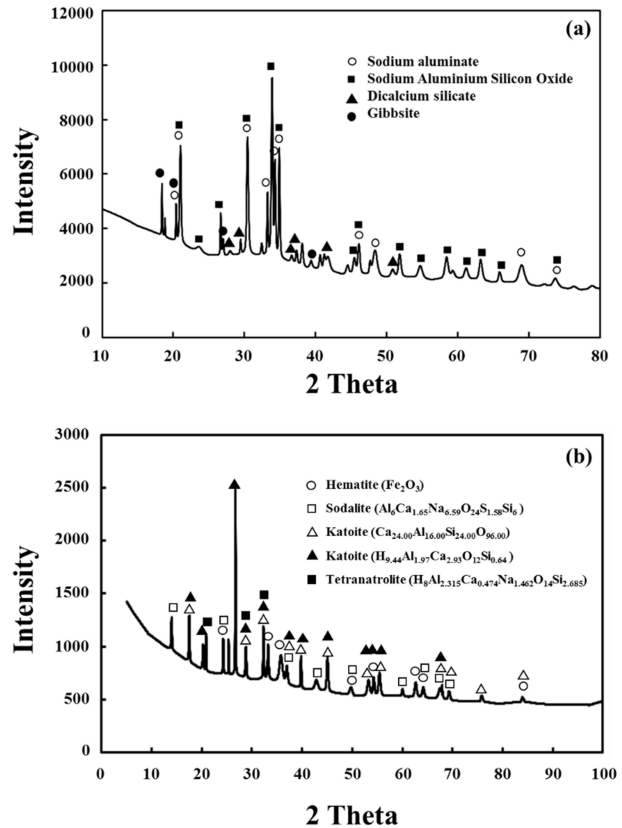 (a)
12000
10000
8000
6000
4000
2000
0
Intensity
Sodium aluminate
Sodium Aluminium Silicon Oxide
Dicalcium silicate
Gibbsite
10 20 30 40 50 60 70 80
2 Theta
(b)
3000
2500
2000
1500
1000
500
0
Intensity
Hematite (Fe2O3)
Sodalite (Al6Ca1.65Na6.59O24S1.58Si6)
Katoite (Ca24.00Al16.00Si24.00O96.00)
Katoite (H9.44Al1.97Ca2.93O12Si0.64)
Tetranatrolite (H8Al2.315Ca0.474Na1.462O14Si2.685)
0 10 20 30 40 50 60 70 80 90 100
2 Theta